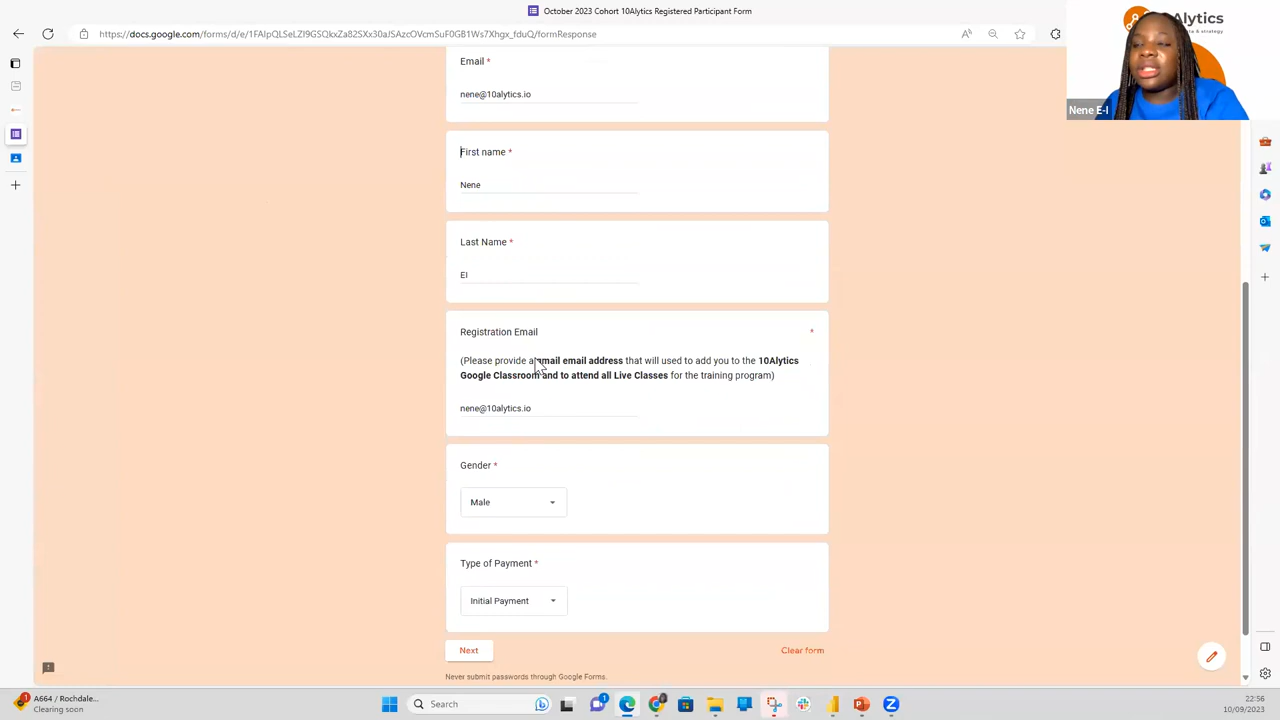 October 2023 Cohort 10Alytics Registered Participant Form
https://docs.google.com/forms/d/e/1FAIpQLSeLZI9GSQkxZa82SXx30aJSAzcOVcmSuF0GB1Ws7Xhgx_fduQ/formResponse
Alytics
a & strategy
Nene E-I
Email *
nene@10alytics.io
First name *
Nene
Last Name *
EI
Registration Email *
(Please provide a gmail email address that will used to add you to the 10Alytics
Google Classroom and to attend all Live Classes for the training program)
nene@10alytics.io
Gender *
Male
Type of Payment *
Initial Payment
Next
Clear form
Never submit passwords through Google Forms.
A664 / Rochdale...
Clearing soon
Search
22:56
10/09/2023